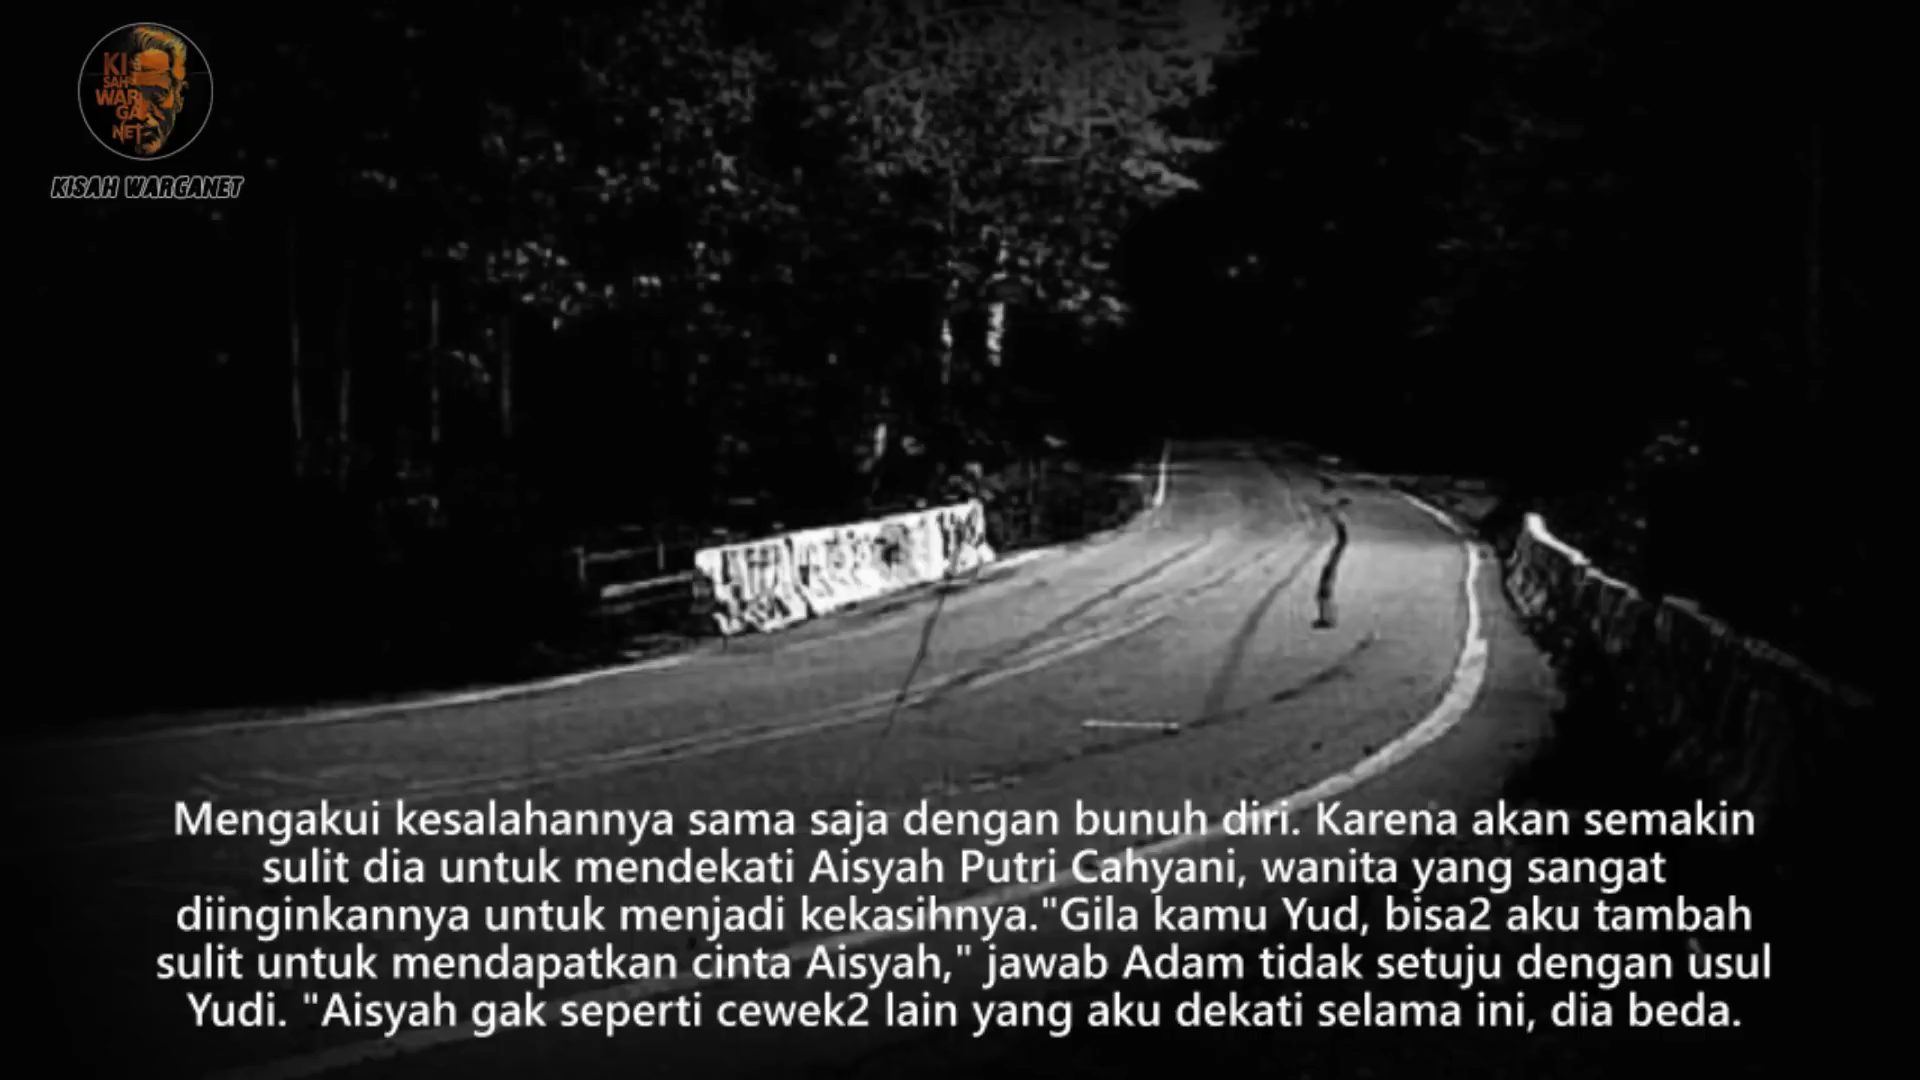 KI
SAH
WAR
GA
NET
KISAH WARGANET
Mengakui kesalahannya sama saja dengan bunuh diri. Karena akan semakin
sulit dia untuk mendekati Aisyah Putri Cahyani, wanita yang sangat
diinginkannya untuk menjadi kekasihnya."Gila kamu Yud, bisa2 aku tambah
sulit untuk mendapatkan cinta Aisyah," jawab Adam tidak setuju dengan usul
Yudi. "Aisyah gak seperti cewek2 lain yang aku dekati selama ini, dia beda.